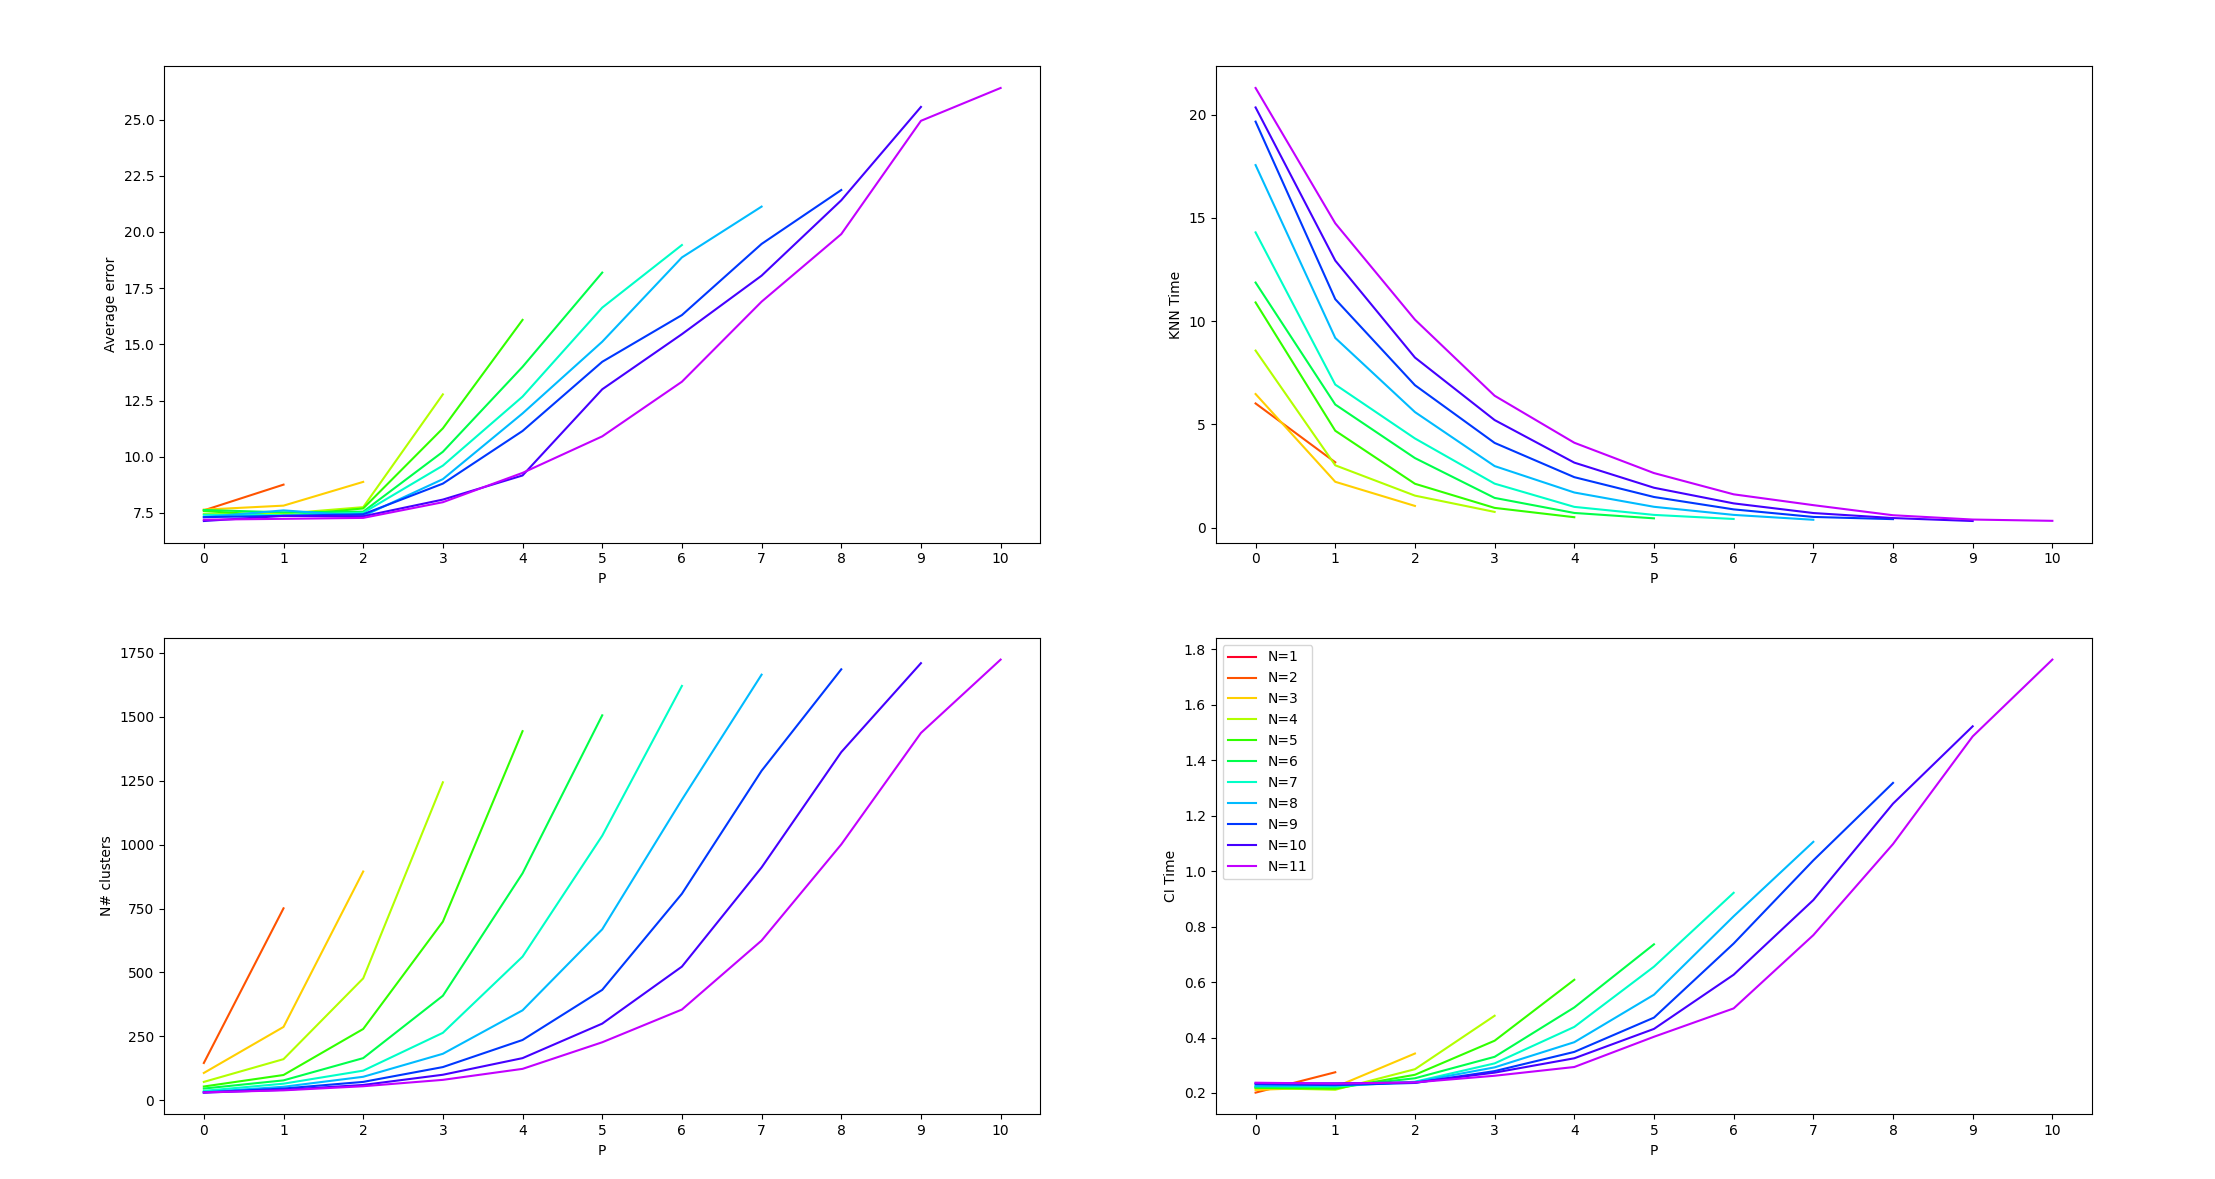 25.0
22.5
20.0
17.5
15.0
12.5
10.0
7.5
Average error
0 1 2 3 4 5 6 7 8 9 10
P
20
15
10
5
0
KNN Time
0 1 2 3 4 5 6 7 8 9 10
P
1750
1500
1250
1000
750
500
250
0
N# clusters
0 1 2 3 4 5 6 7 8 9 10
P
1.8
1.6
1.4
1.2
1.0
0.8
0.6
0.4
0.2
CI Time
N=1
N=2
N=3
N=4
N=5
N=6
N=7
N=8
N=9
N=10
N=11
0 1 2 3 4 5 6 7 8 9 10
P